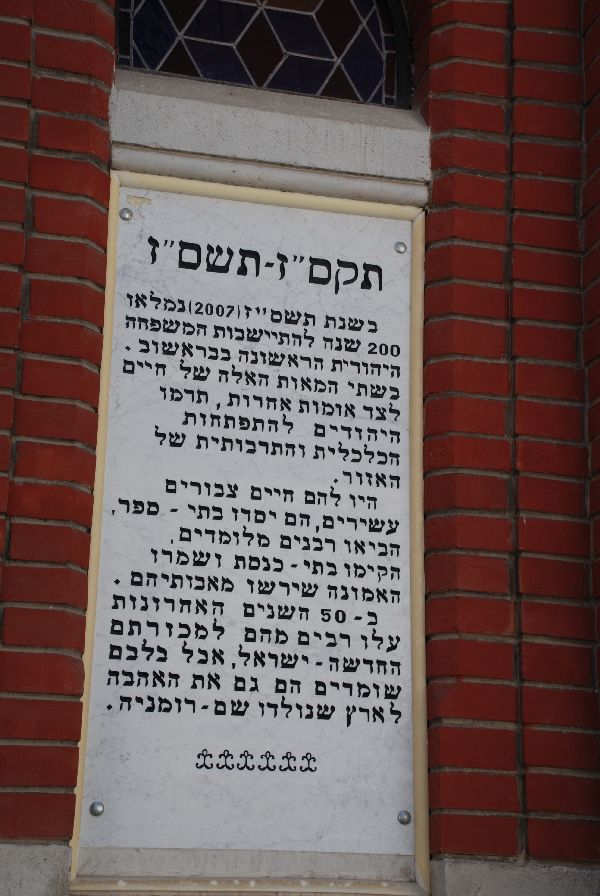 תקס"ז-תשס"ז
בשנת תשס"ז (2007) נמלאו
200 שנה להתיישבות המשפחה
היהודית הראשונה בבראשוב.
בשתי המאות האלה של חיים
לצד אומות אחרות, תרמו
היהודים להתפתחות
הכלכלית והתרבותית של
האזור.
היו להם חיים צבורים
עשירים, הם יסדו בתי - ספר,
הביאו רבנים מלומדים,
הקימו בתי - כנסת ושמרו
האמונה שירשו מאבותיהם.
ב - 50 השנים האחרונות
עלו רבים מהם למכורתם
החדשה - ישראל, אבל בלבם
שומרים הם גם את האהבה
לארץ שנולדו שם - רומניה.